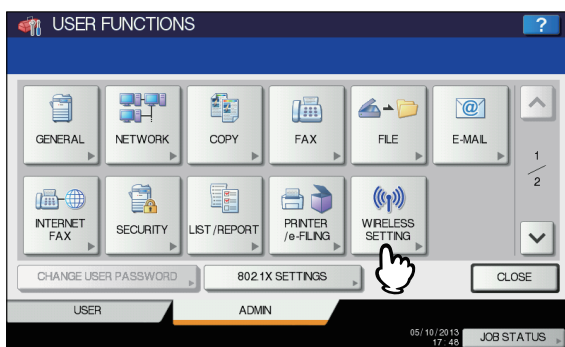 USER FUNCTIONS
?
GENERAL
NETWORK
COPY
FAX
FILE
E-MAIL
@
1
2
INTERNET
FAX
SECURITY
LIST/REPORT
PRINTER
/e-FILING
WIRELESS
SETTING
CHANGE USER PASSWORD
802.1X SETTINGS
CLOSE
USER
ADMIN
05/10/2013
17:48
JOB STATUS